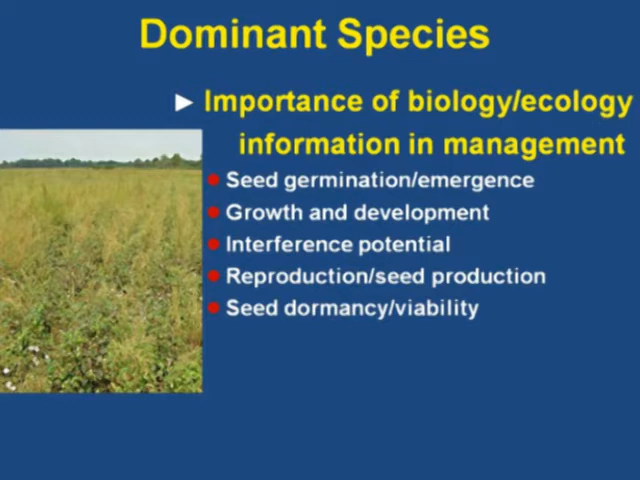 Dominant Species
► Importance of biology/ecology
information in management
● Seed germination/emergence
● Growth and development
● Interference potential
● Reproduction/seed production
● Seed dormancy/viability